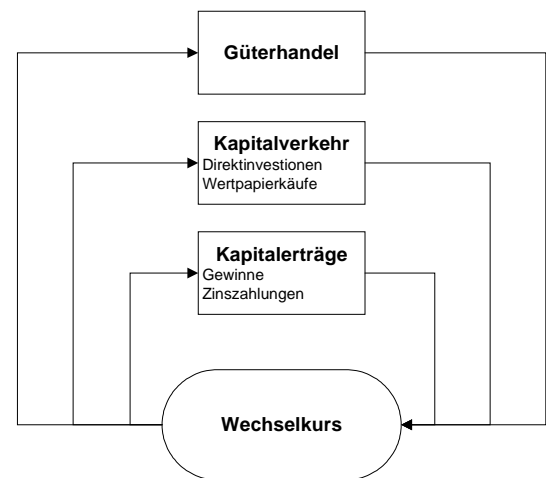 Güterhandel
Kapitalverkehr
Direktinvestionen
Wertpapierkäufe
Kapitalerträge
Gewinne
Zinszahlungen
Wechselkurs